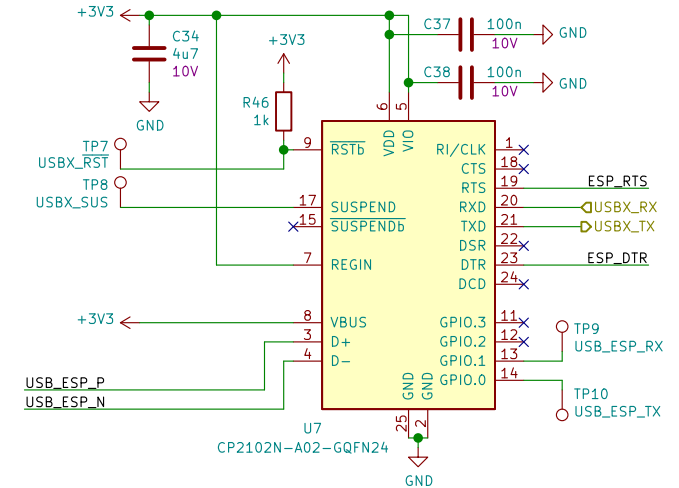 +3V3
C34
4u7
10V
GND
+3V3
R46
1k
C37
100n
10V
GND
C38
100n
10V
GND
TP7
USBX_RST
TP8
USBX_SUS
6
5
VDD
VIO
9
RSTb
17
SUSPEND
15
SUSPENDb
7
REGIN
8
VBUS
3
D+
4
D-
+3V3
USB_ESP_P
USB_ESP_N
RI/CLK
1
CTS
18
RTS
19
ESP_RTS
RXD
20
USBX_RX
TXD
21
USBX_TX
DSR
22
DTR
23
ESP_DTR
DCD
24
GPIO.3
11
GPIO.2
12
GPIO.1
13
GPIO.0
14
TP9
USB_ESP_RX
TP10
USB_ESP_TX
GND
GND
25
2
U7
CP2102N-A02-GQFN24
GND